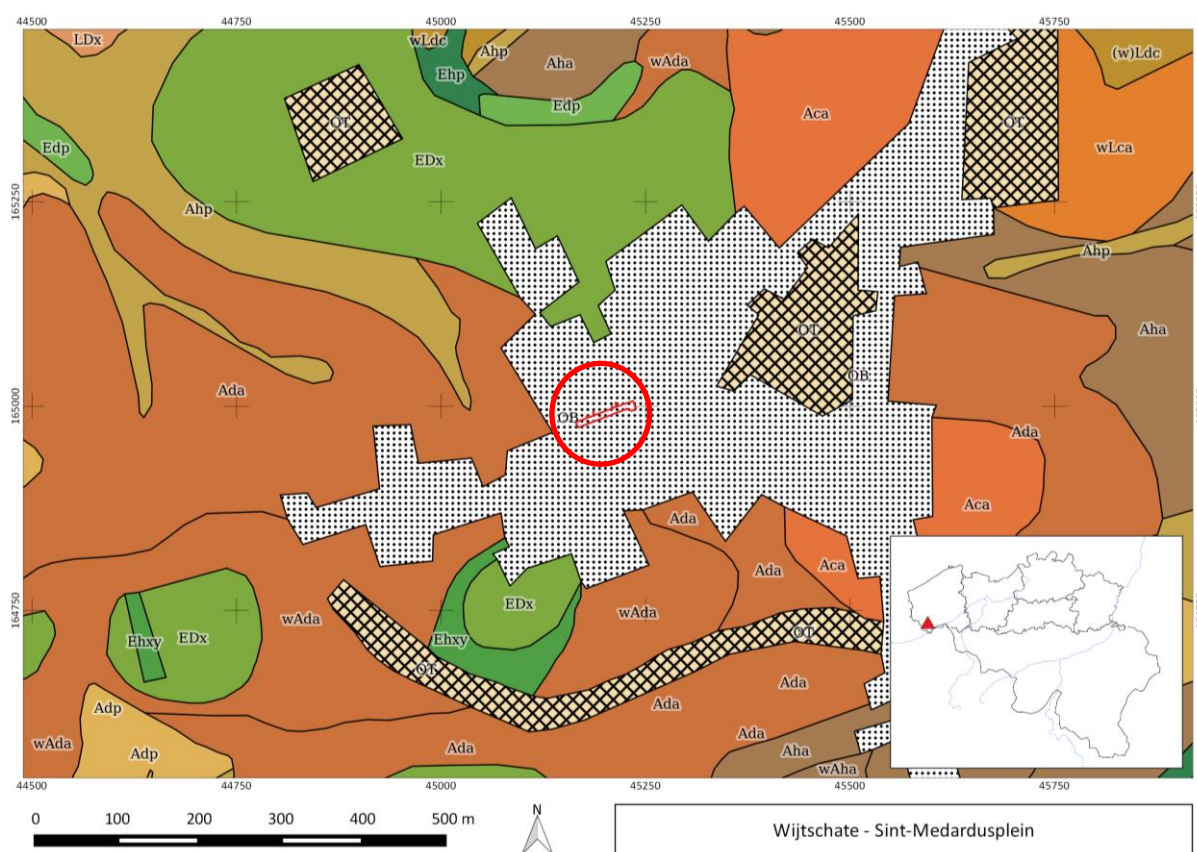 44500 44750 45000 45250 45500 45750
LDx
wLdc
Ahp
Aha
wAda
(w)Ldc
Ehp
Edp
Aca
OT
OT
wLca
Edp
EDx
165250
Ahp
Ahp
OT
Aha
Ada
OB
165000
OB
Ada
Aca
Ada
Ada
Aca
EDx
wAda
164750
wAda
Ehxy
EDx
Ehxy
OT
OT
Adp
Ada
Ada
wAda
Adp
Ada
Ada
Aha
wAha
44500 44750 45000 45250 45500 45750
0 100 200 300 400 500 m
N
Wijtschate - Sint-Medardusplein